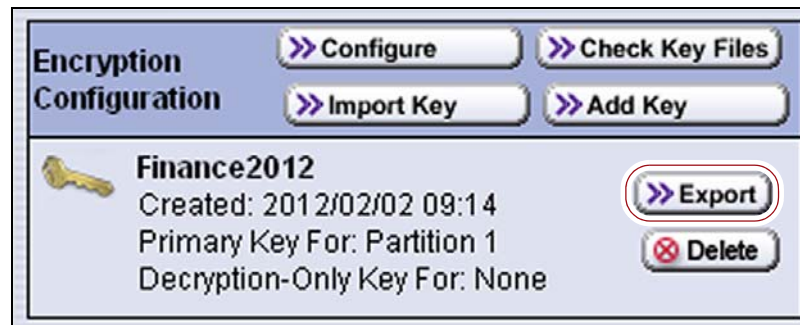 Encryption Configuration
>> Configure
>> Check Key Files
>> Import Key
>> Add Key
Finance2012
Created: 2012/02/02 09:14
Primary Key For: Partition 1
Decryption-Only Key For: None
>> Export
Delete